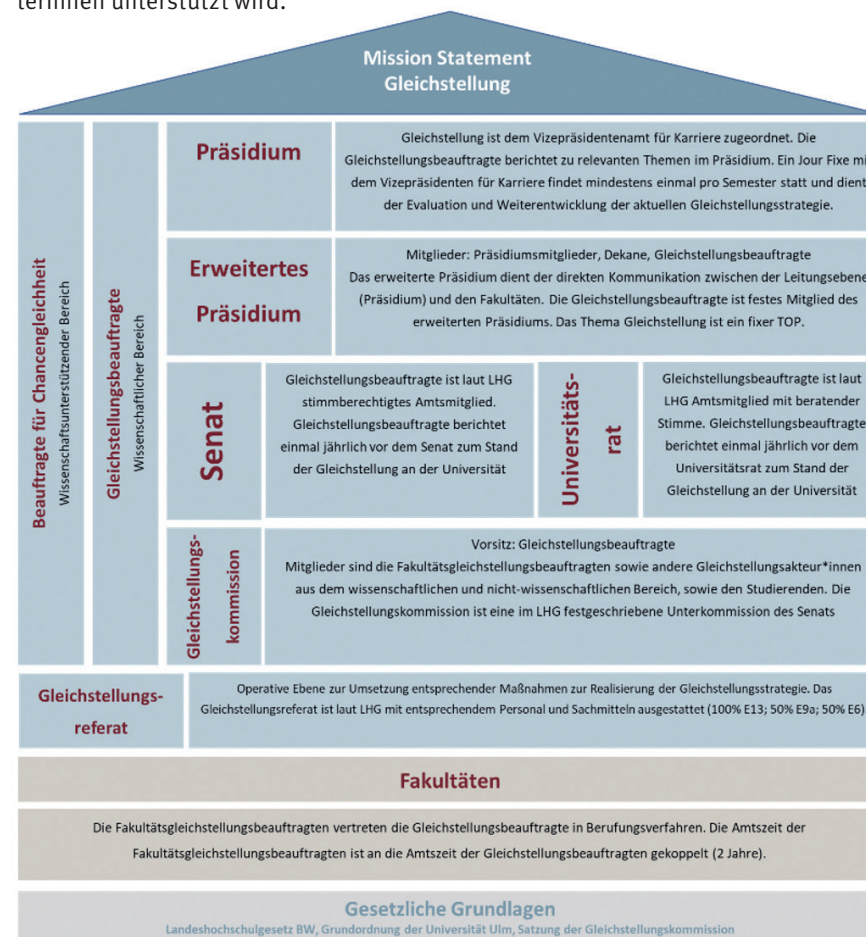 terminen unterstützt wird.
Mission Statement
Gleichstellung
Beauftragte für Chancengleichheit
Wissenschaftsunterstützender Bereich
Gleichstellungsbeauftragte
Wissenschaftlicher Bereich
Präsidium
Gleichstellung ist dem Vizepräsidentenamt für Karriere zugeordnet. Die
Gleichstellungsbeauftragte berichtet zu relevanten Themen im Präsidium. Ein Jour Fixe mi
dem Vizepräsidenten für Karriere findet mindestens einmal pro Semester statt und dient
der Evaluation und Weiterentwicklung der aktuellen Gleichstellungsstrategie.
Erweitertes
Präsidium
Mitglieder: Präsidiumsmitglieder, Dekane, Gleichstellungsbeauftragte
Das erweiterte Präsidium dient der direkten Kommunikation zwischen der Leitungsebene
(Präsidium) und den Fakultäten. Die Gleichstellungsbeauftragte ist festes Mitglied des
erweiterten Präsidiums. Das Thema Gleichstellung ist ein fixer TOP.
Senat
Gleichstellungsbeauftragte ist laut LHG
stimmberechtigtes Amtsmitglied.
Gleichstellungsbeauftragte berichtet
einmal jährlich vor dem Senat zum Stand
der Gleichstellung an der Universität
Universitäts-
rat
Gleichstellungsbeauftragte ist laut
LHG Amtsmitglied mit beratender
Stimme. Gleichstellungsbeauftragte
berichtet einmal jährlich vor dem
Universitätsrat zum Stand der
Gleichstellung an der Universität
Gleichstellungs-
kommission
Vorsitz: Gleichstellungsbeauftragte
Mitglieder sind die Fakultätsgleichstellungsbeauftragten sowie andere Gleichstellungsakteur*innen
aus dem wissenschaftlichen und nicht-wissenschaftlichen Bereich, sowie den Studierenden. Die
Gleichstellungskommission ist eine im LHG festgeschriebene Unterkommission des Senats
Gleichstellungs-
referat
Operative Ebene zur Umsetzung entsprechender Maßnahmen zur Realisierung der Gleichstellungsstrategie. Das
Gleichstellungsreferat ist laut LHG mit entsprechendem Personal und Sachmitteln ausgestattet (100% E13; 50% E9a; 50% E6)
Fakultäten
Die Fakultätsgleichstellungsbeauftragten vertreten die Gleichstellungsbeauftragte in Berufungsverfahren. Die Amtszeit der
Fakultätsgleichstellungsbeauftragten ist an die Amtszeit der Gleichstellungsbeauftragten gekoppelt (2 Jahre).
Gesetzliche Grundlagen
Landeshochschulgesetz BW, Grundordnung der Universität Ulm, Satzung der Gleichstellungskommission